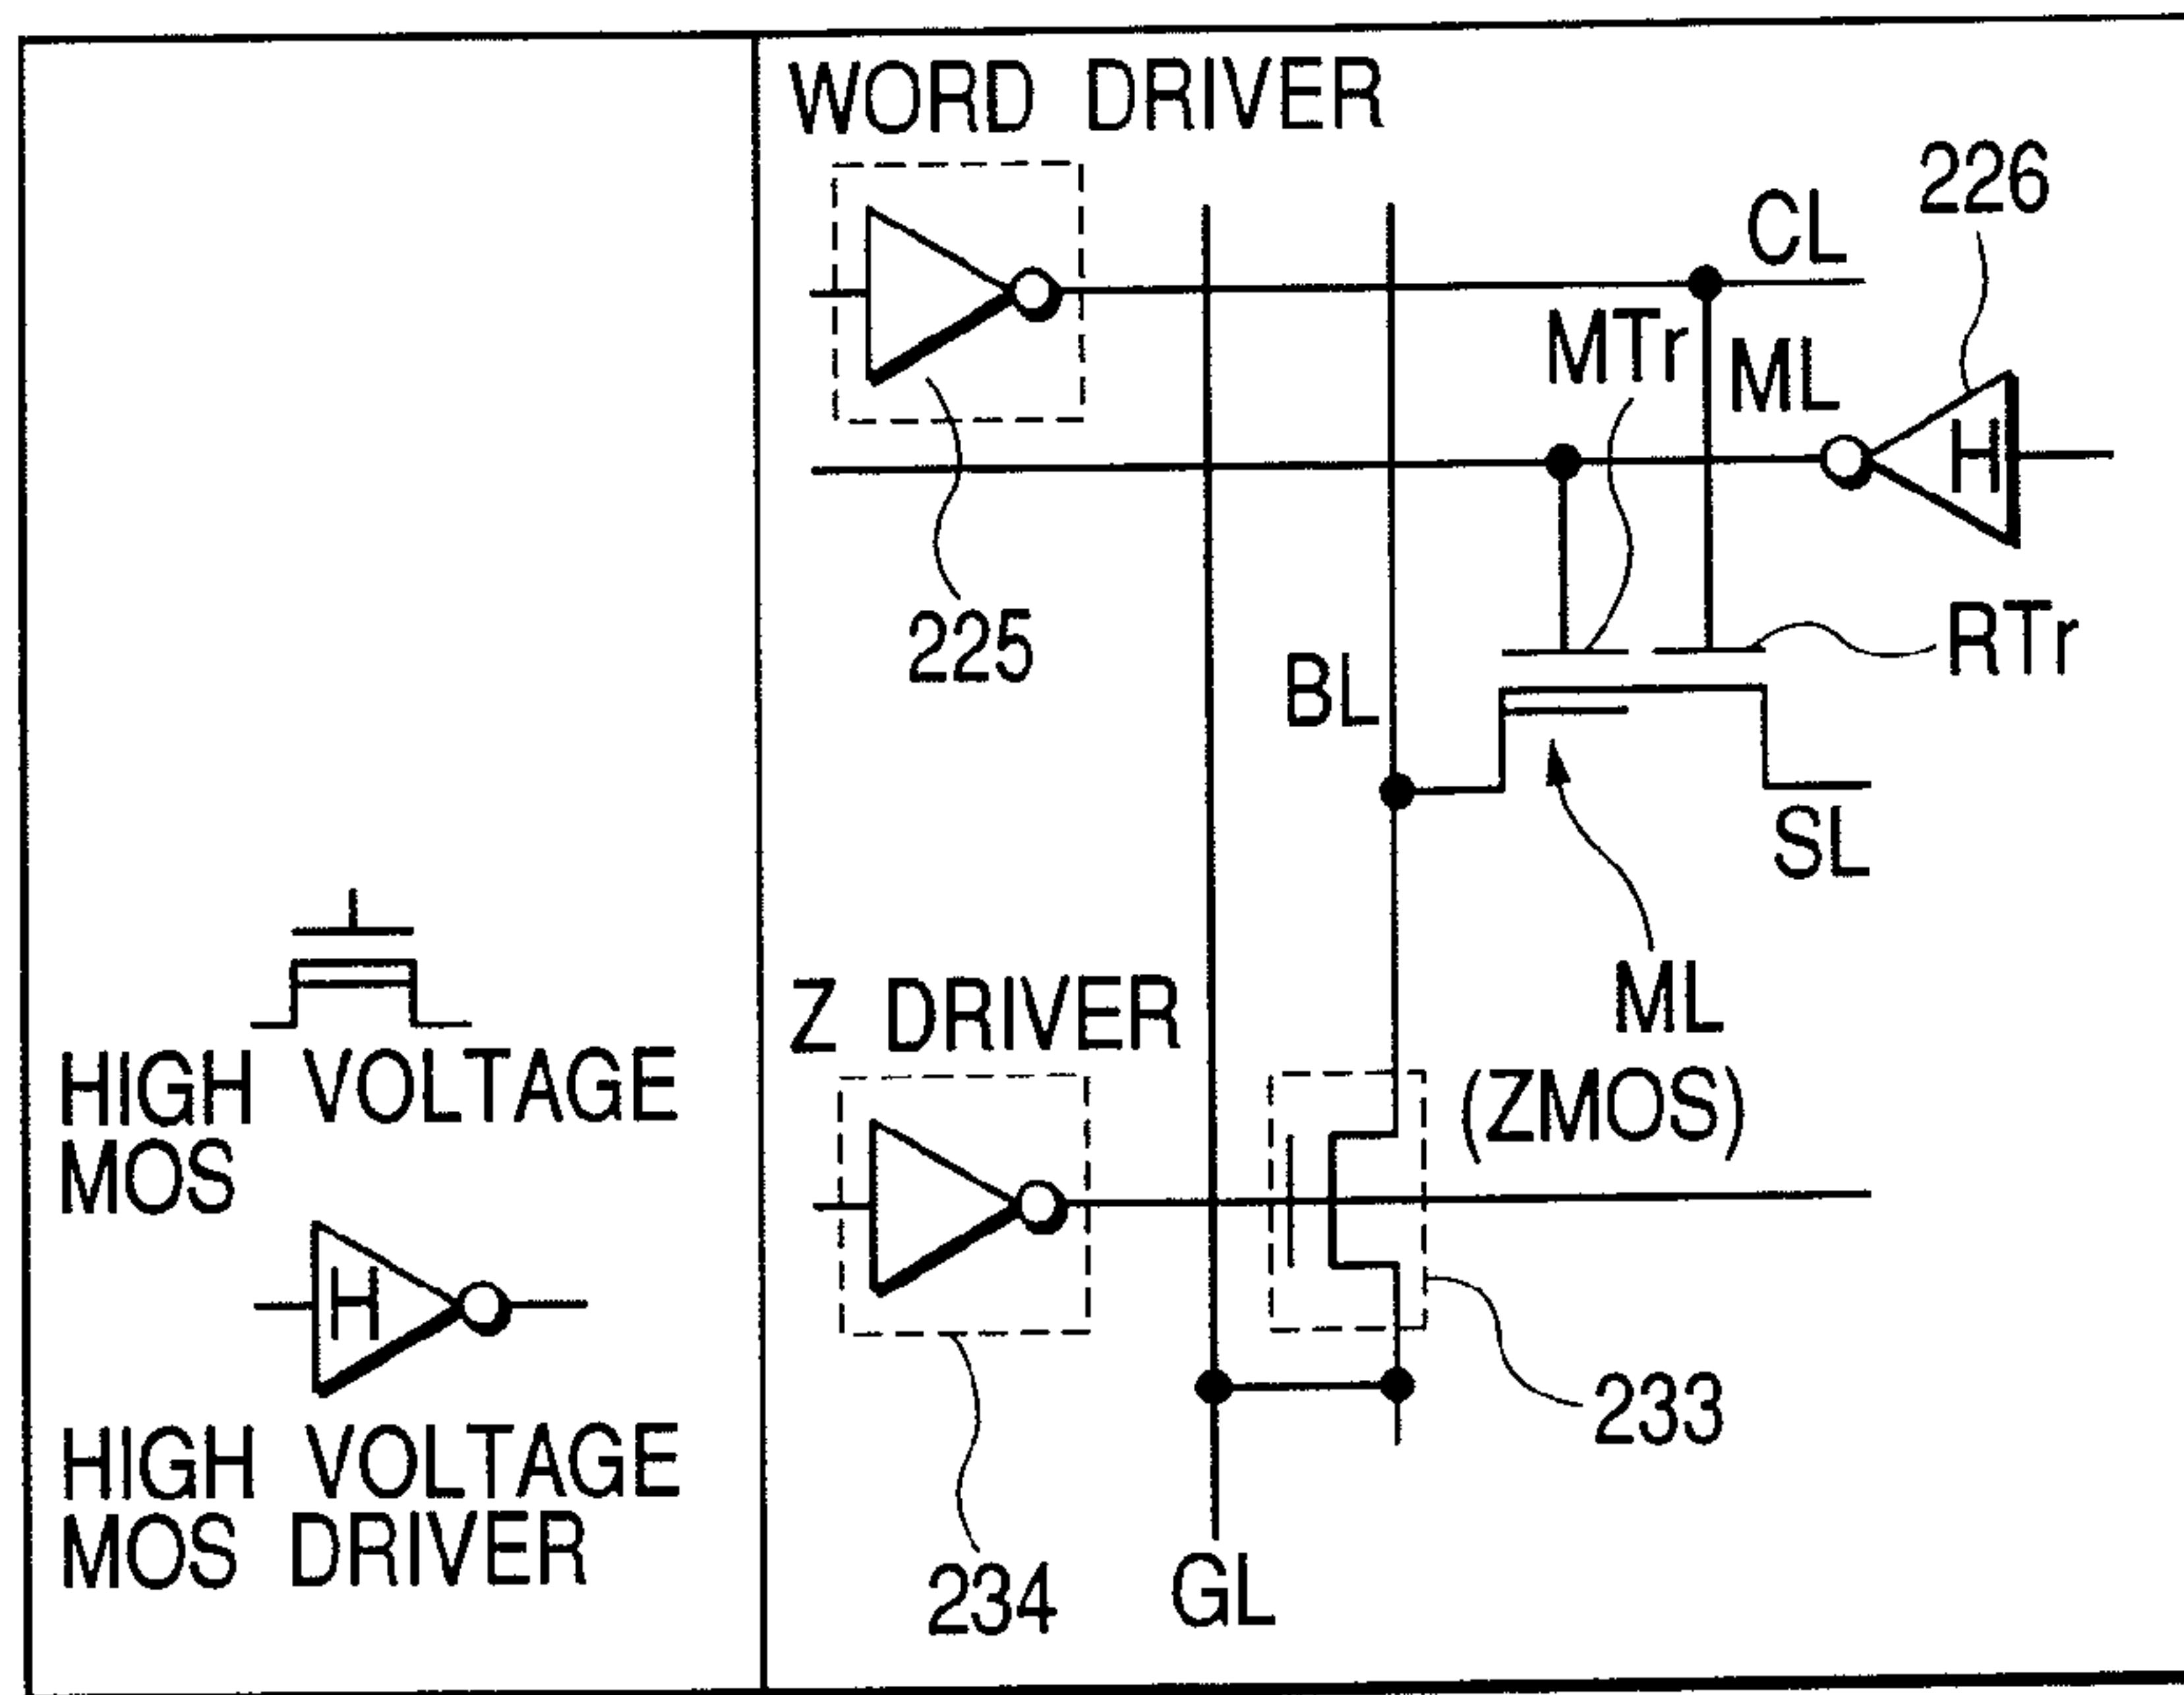 WORD DRIVER
226
CL
MTr
ML
H
225
RTr
BL
SL
ML
(ZMOS)
Z DRIVER
HIGH VOLTAGE
MOS
H
HIGH VOLTAGE
MOS DRIVER
233
234
GL